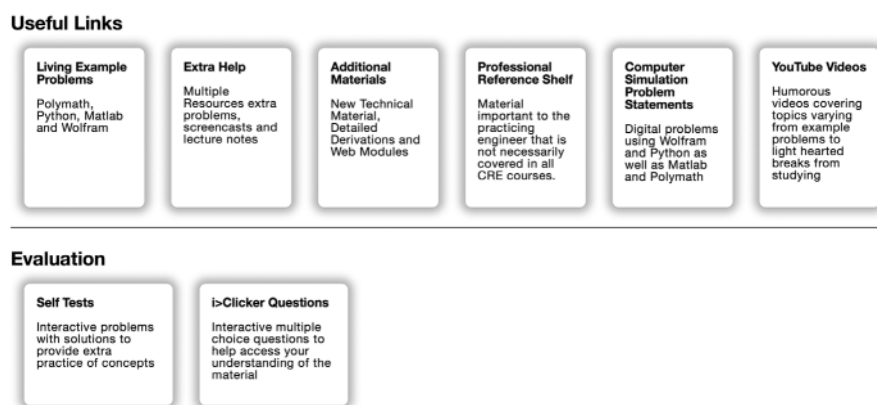 Useful Links
Living Example
Problems
Polymath,
Python, Matlab
and Wolfram
Extra Help
Multiple
Resources extra
problems,
screencasts and
lecture notes
Additional
Materials
New Technical
Material,
Detailed
Derivations and
Web Modules
Professional
Reference Shelf
Material
important to the
practicing
engineer that is
not necessarily
covered in all
CRE courses.
Computer
Simulation
Problem
Statements
Digital problems
using Wolfram
and Python as
well as Matlab
and Polymath
YouTube Videos
Humorous
videos covering
topics varying
from example
problems to
light hearted
breaks from
studying
Evaluation
Self Tests
Interactive problems
with solutions to
provide extra
practice of concepts
i>Clicker Questions
Interactive multiple
choice questions to
help access your
understanding of the
material